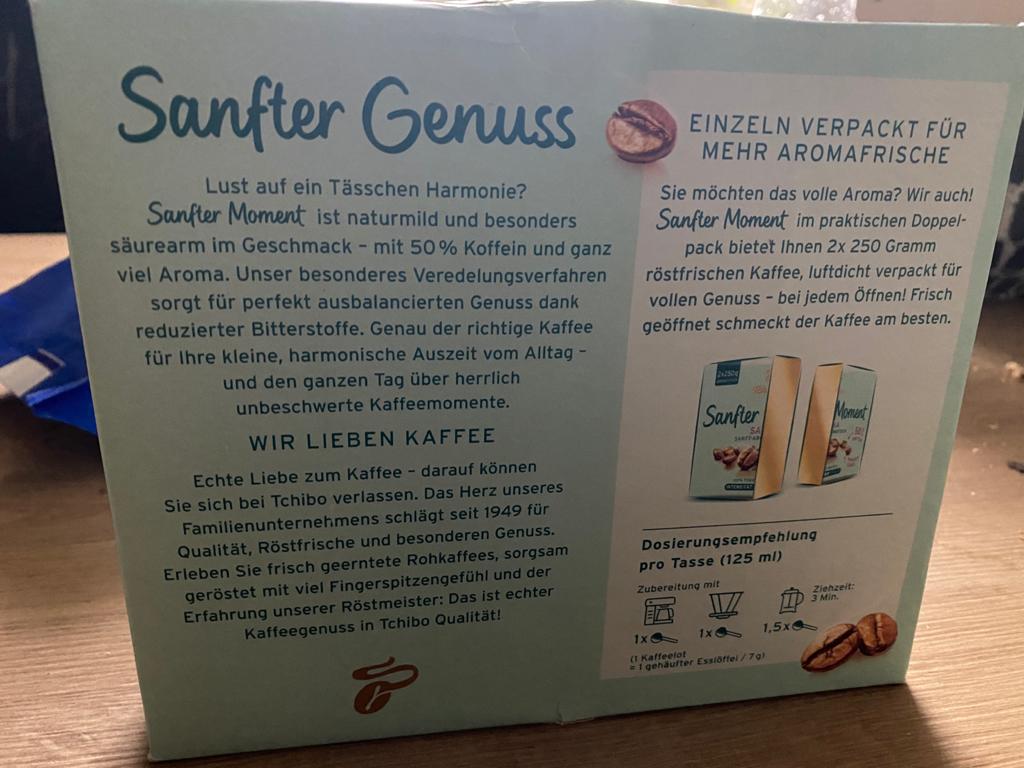 Sanfter Genuss
Lust auf ein Tässchen Harmonie?
Sanfter Moment ist naturmild und besonders
säurearm im Geschmack – mit 50 % Koffein und ganz
viel Aroma. Unser besonderes Veredelungsverfahren
sorgt für perfekt ausbalancierten Genuss dank
reduzierter Bitterstoffe. Genau der richtige Kaffee
für Ihre kleine, harmonische Auszeit vom Alltag –
und den ganzen Tag über herrlich
unbeschwerte Kaffeemomente.
WIR LIEBEN KAFFEE
Echte Liebe zum Kaffee – darauf können
Sie sich bei Tchibo verlassen. Das Herz unseres
Familienunternehmens schlägt seit 1949 für
Qualität, Röstfrische und besonderen Genuss.
Erleben Sie frisch geerntete Rohkaffees, sorgsam
geröstet mit viel Fingerspitzengefühl und der
Erfahrung unserer Röstmeister: Das ist echter
Kaffeegenuss in Tchibo Qualität!
EINZELN VERPACKT FÜR
MEHR AROMAFRISCHE
Sie möchten das volle Aroma? Wir auch!
Sanfter Moment im praktischen Doppel-
pack bietet Ihnen 2x 250 Gramm
röstfrischen Kaffee, luftdicht verpackt für
vollen Genuss – bei jedem Öffnen! Frisch
geöffnet schmeckt der Kaffee am besten.
2x250g
Sanfter
Moment
INTENSITÄT
Dosierungsempfehlung
pro Tasse (125 ml)
Zubereitung mit
Ziehzeit:
3 Min.
1x 1x 1,5x
(1 Kaffeelot
= 1 gehäufter Esslöffel / 7g)